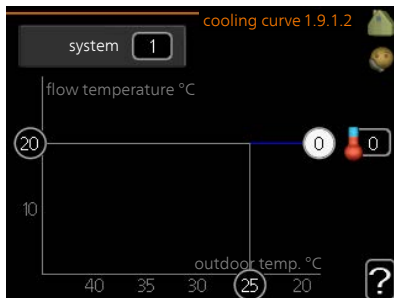 cooling curve 1.9.1.2
system 1
flow temperature °C
20
0
0
10
outdoor temp. °C
40 35 30 25 20
?